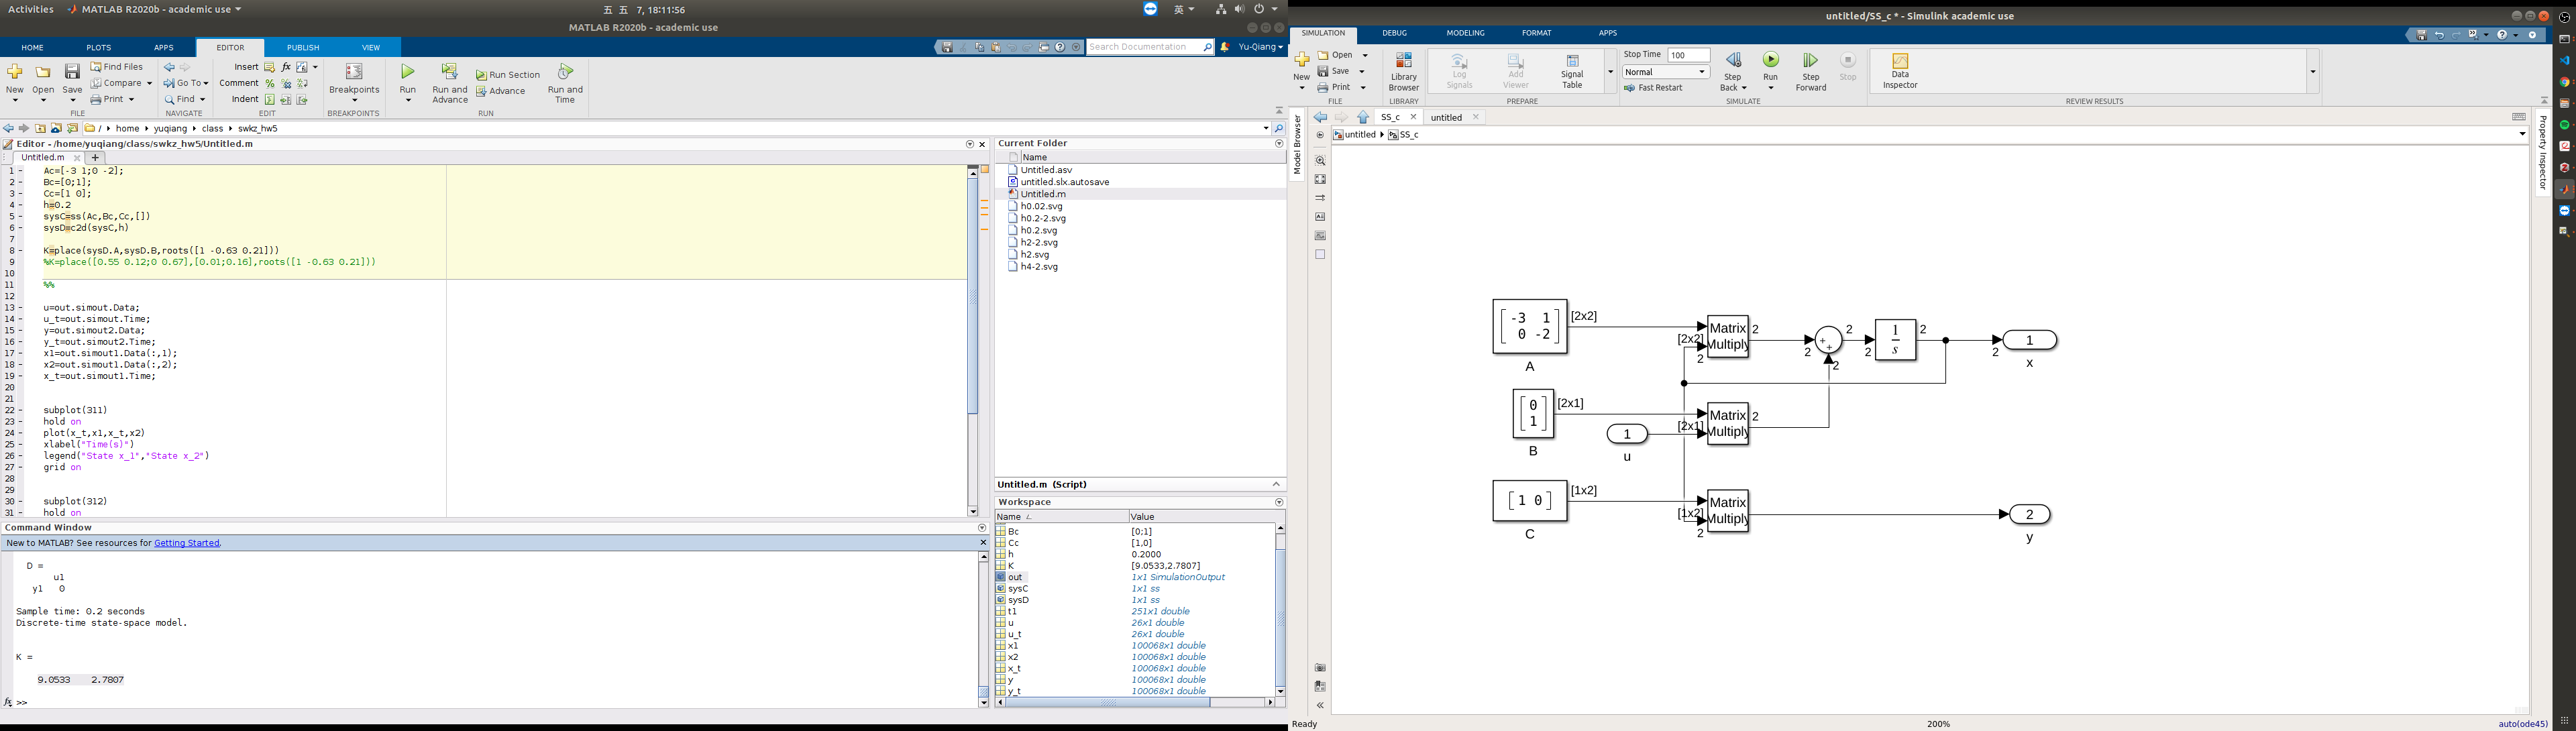 Activities MATLAB R2020b - academic use 五 五 7, 18:11:56 英
MATLAB R2020b - academic use
HOME PLOTS APPS EDITOR PUBLISH VIEW Search Documentation Yu-Qiang
New Open Save Find Files Compare Print Go To Find Insert Comment Indent fx Breakpoints Run Run and Advance Run Section Advance Run and Time
FILE NAVIGATE EDIT BREAKPOINTS RUN
/ home yuqiang class swkz_hw5
Editor - /home/yuqiang/class/swkz_hw5/Untitled.m
Untitled.m +
1 - Ac=[-3 1;0 -2];
2 - Bc=[0;1];
3 - Cc=[1 0];
4 - h=0.2
5 - sysC=ss(Ac,Bc,Cc,[])
6 - sysD=c2d(sysC,h)
7
8 - K=place(sysD.A,sysD.B,roots([1 -0.63 0.21]))
9 %K=place([0.55 0.12;0 0.67],[0.01;0.16],roots([1 -0.63 0.21]))
10
11 %%
12
13 - u=out.simout.Data;
14 - u_t=out.simout.Time;
15 - y=out.simout2.Data;
16 - y_t=out.simout2.Time;
17 - x1=out.simout1.Data(:,1);
18 - x2=out.simout1.Data(:,2);
19 - x_t=out.simout1.Time;
20
21
22 - subplot(311)
23 - hold on
24 - plot(x_t,x1,x_t,x2)
25 - xlabel("Time(s)")
26 - legend("State x_1","State x_2")
27 - grid on
28
29
30 - subplot(312)
31 - hold on
Command Window
New to MATLAB? See resources for Getting Started.
D =
u1
y1 0
Sample time: 0.2 seconds
Discrete-time state-space model.
K =
9.0533 2.7807
fx >>
Current Folder
Name
Untitled.asv
untitled.slx.autosave
Untitled.m
h0.02.svg
h0.2-2.svg
h0.2.svg
h2-2.svg
h2.svg
h4-2.svg
Untitled.m (Script)
Workspace
Name Value
Bc [0;1]
Cc [1,0]
h 0.2000
K [9.0533,2.7807]
out 1x1 SimulationOutput
sysC 1x1 ss
sysD 1x1 ss
t1 251x1 double
u 26x1 double
u_t 26x1 double
x1 100068x1 double
x2 100068x1 double
x_t 100068x1 double
y 100068x1 double
y_t 100068x1 double
untitled/SS_c * - Simulink academic use
SIMULATION DEBUG MODELING FORMAT APPS
New Open Save Print Library Browser Log Signals Add Viewer Signal Table Stop Time 100 Normal Fast Restart Step Back Run Step Forward Stop Data Inspector
FILE LIBRARY PREPARE SIMULATE REVIEW RESULTS
Model Browser
SS_c untitled
untitled SS_c
Property Inspector
-3 1
0 -2
A
[2x2]
[2x2]
2
Matrix Multiply
2
2
+
+
2
2
2
1
s
2
2
1
x
0
1
B
[2x1]
1
u
[2x1]
Matrix Multiply
2
1 0
C
[1x2]
[1x2]
2
Matrix Multiply
2
y
Ready 200% auto(ode45)